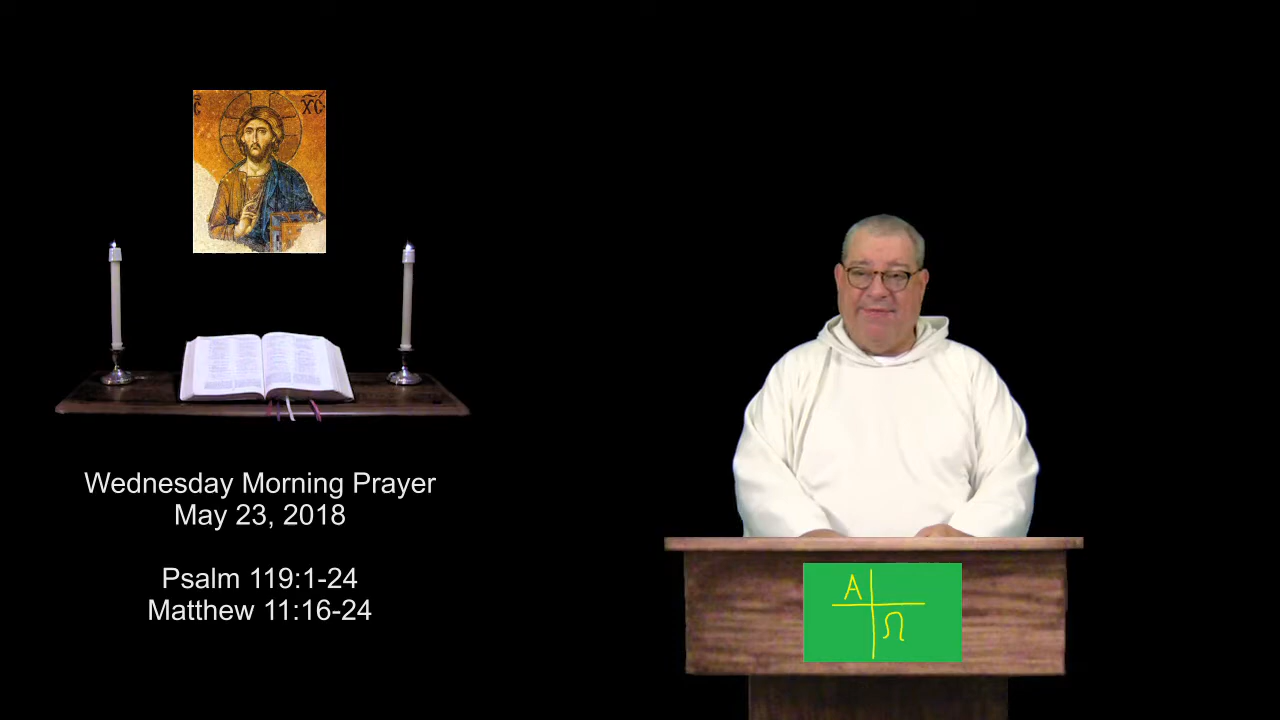 C̅ X̅C̅
Wednesday Morning Prayer
May 23, 2018
Psalm 119:1-24
Matthew 11:16-24
A
Ω